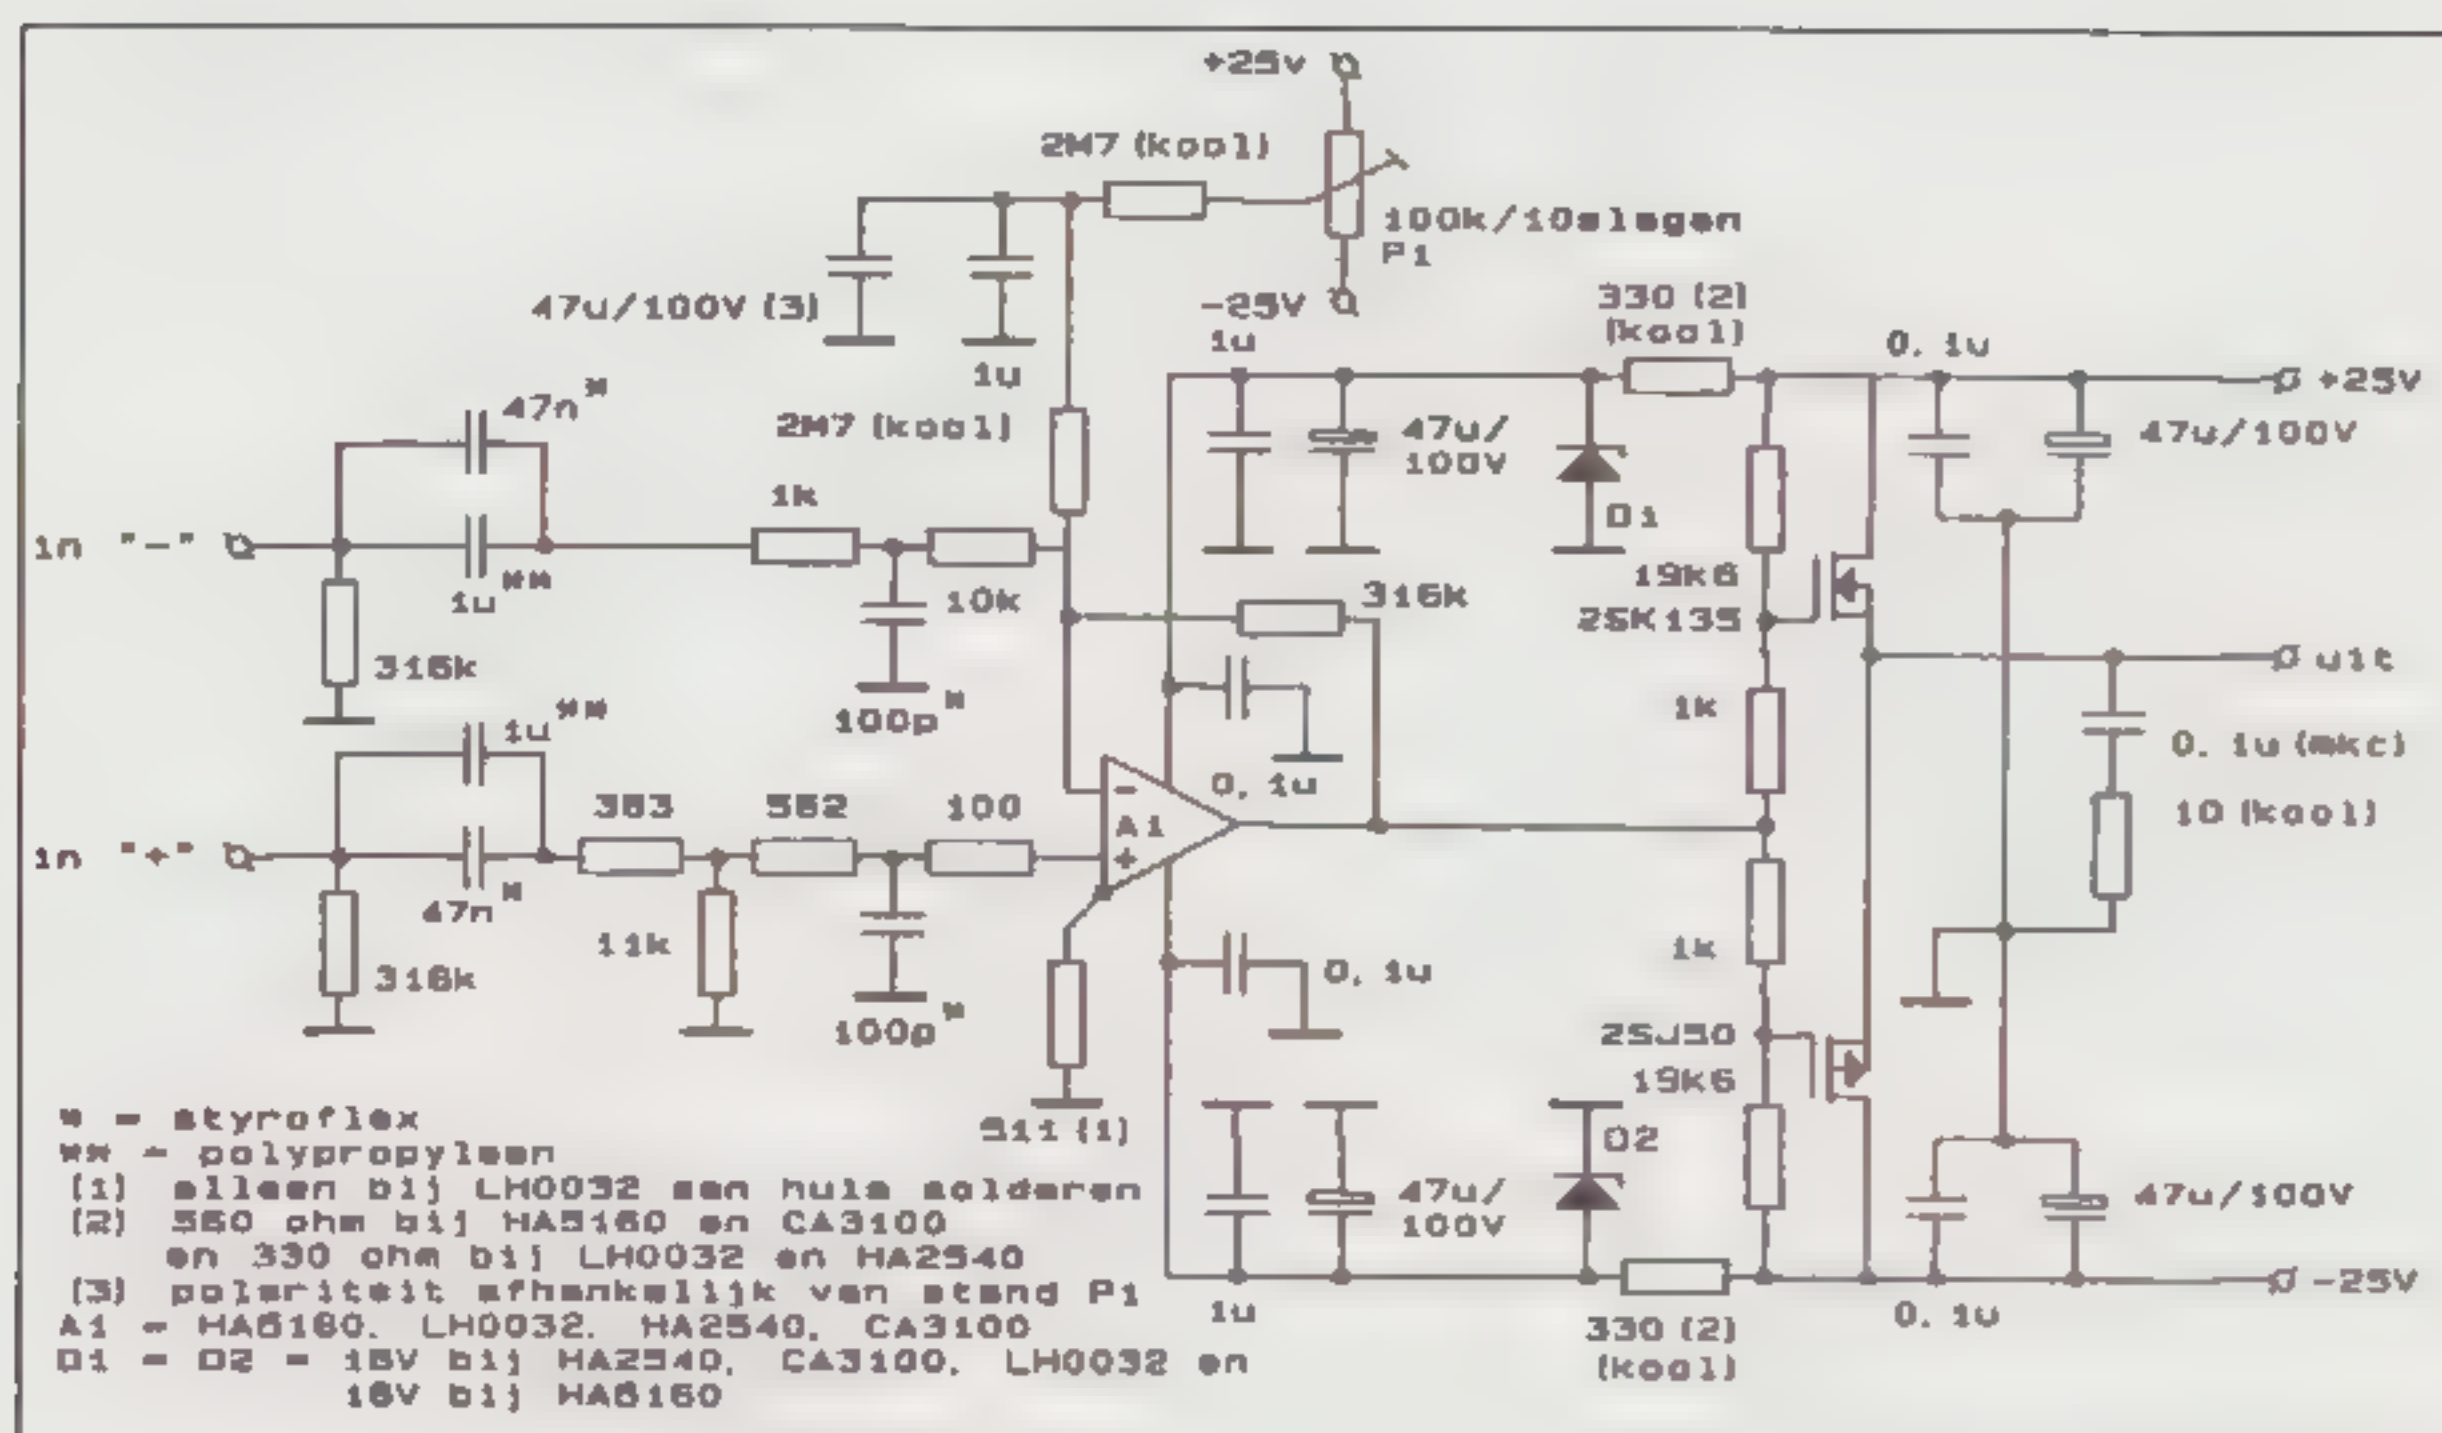 +25v
2M7 (kool)
100k/10slagen
P1
-25V
47u/100V (3)
1u
1u
330 (2)
(kool)
0, 1u
+25V
47n*
2M7 (kool)
47u/
100V
47u/100V
1k
D1
in "-"
1u**
10k
316k
19k6
2SK135
316k
100p*
1k
uit
1u**
0, 1u
0, 1u (mkc)
383
562
100
A1
10 (kool)
in "+"
47n*
11k
1k
316k
0, 1u
100p*
2SJ50
19K6
511 (1)
D2
* - styroflex
** - polypropyleen
(1) alleen bij LH0032 aan huls solderen
(2) 560 ohm bij HA5160 en CA3100
en 330 ohm bij LH0032 en HA2540
(3) polariteit afhankelijk van stand P1
47u/
100V
47u/100V
-25V
1u
330 (2)
(kool)
0, 1u
A1 = HA5160, LH0032, HA2540, CA3100
D1 = D2 = 15V bij HA2540, CA3100, LH0032 en
bij HA5160